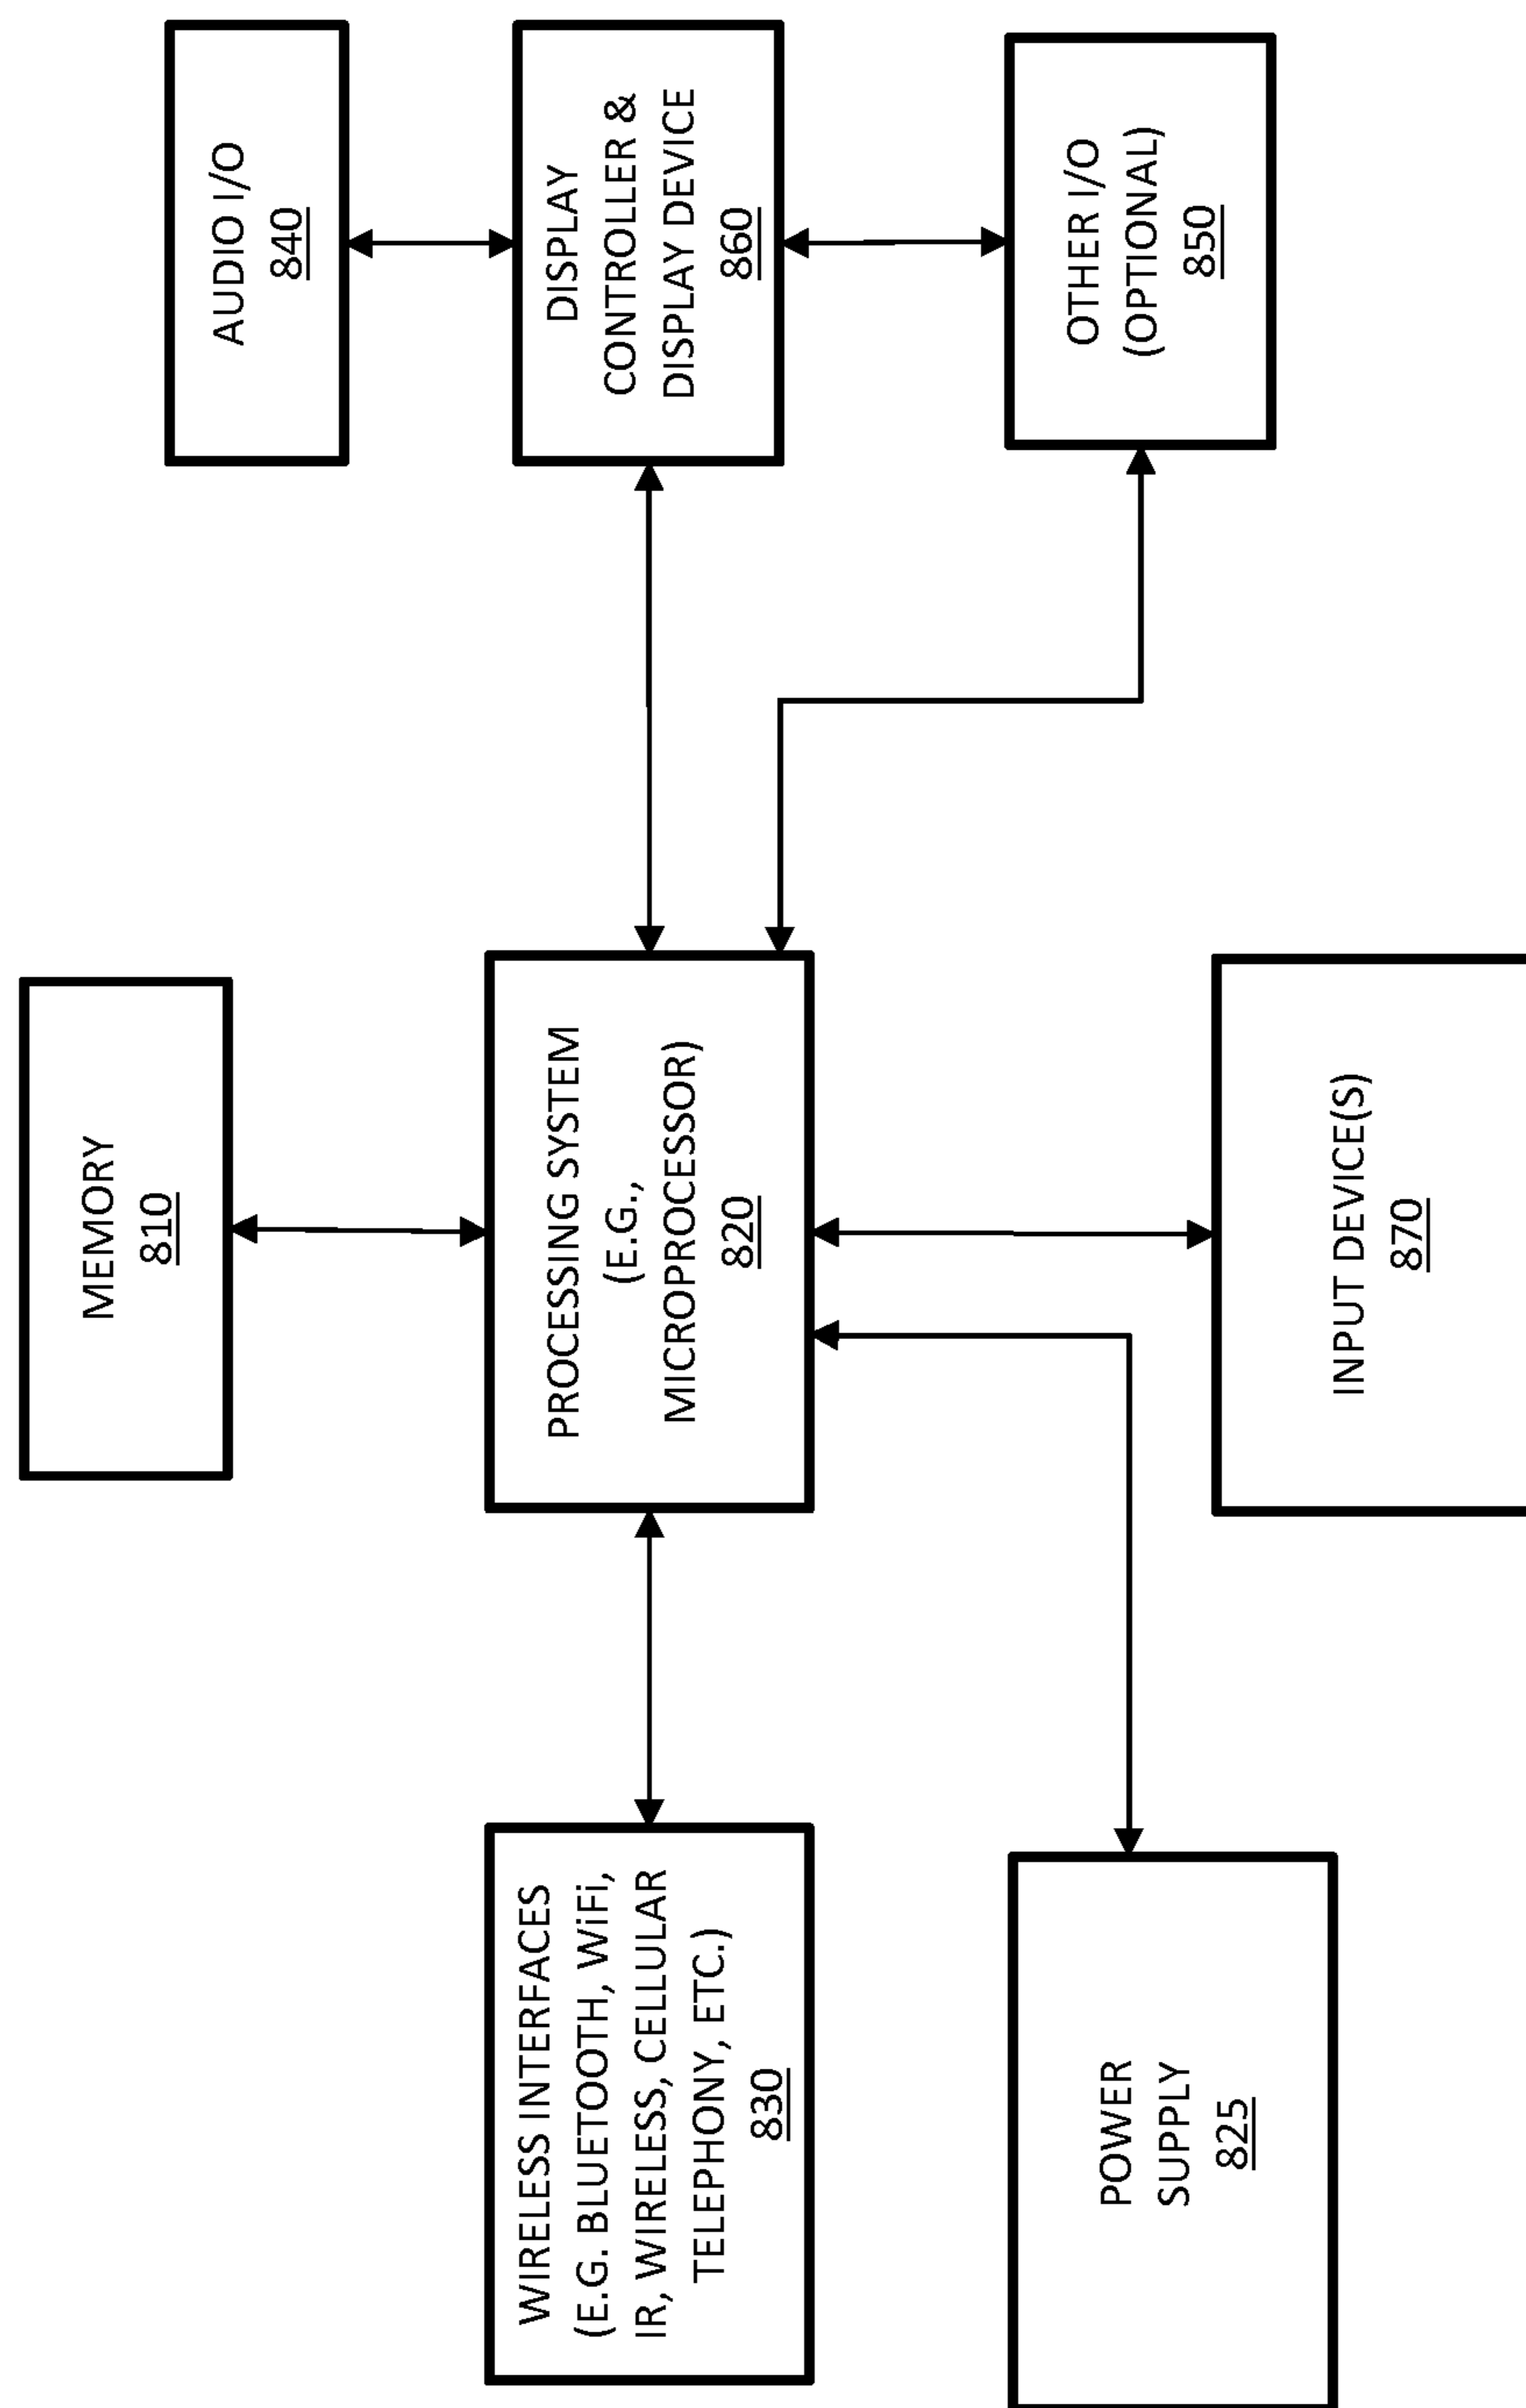 MEMORY
810
AUDIO I/O
840
WIRELESS INTERFACES
(E.G. BLUETOOTH, WiFi,
IR, WIRELESS, CELLULAR
TELEPHONY, ETC.)
830
PROCESSING SYSTEM
(E.G.,
MICROPROCESSOR)
820
DISPLAY
CONTROLLER &
DISPLAY DEVICE
860
POWER
SUPPLY
825
OTHER I/O
(OPTIONAL)
850
INPUT DEVICE(S)
870